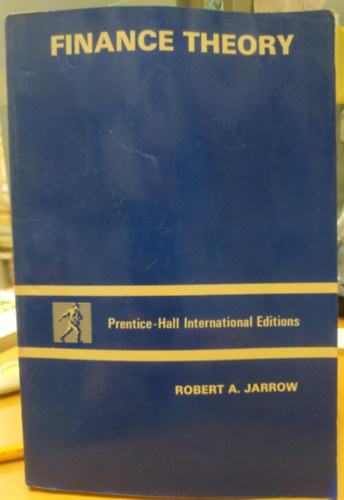 FINANCE THEORY
Prentice-Hall International Editions
ROBERT A. JARROW